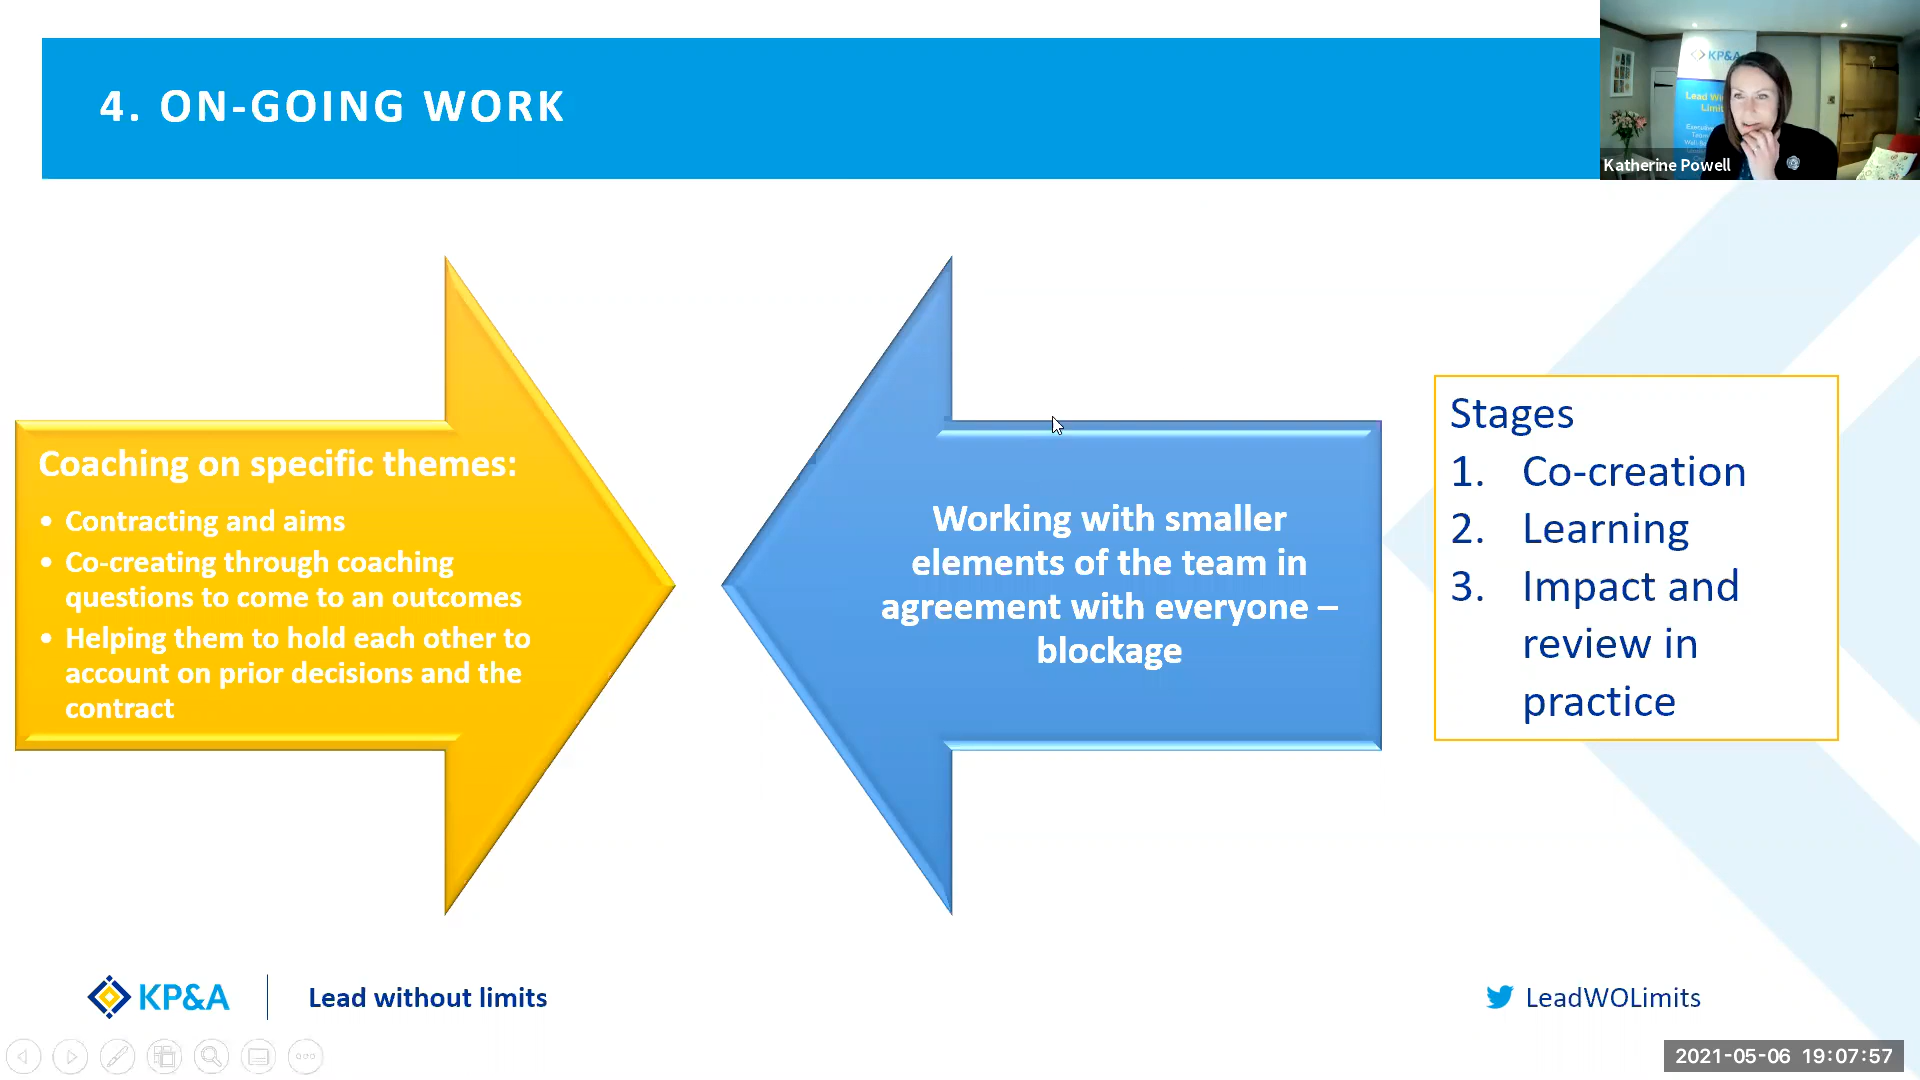 4. ON-GOING WORK
KP&A
Lead
Katherine Powell
Coaching on specific themes:
• Contracting and aims
• Co-creating through coaching
questions to come to an outcomes
• Helping them to hold each other to
account on prior decisions and the
contract
Working with smaller
elements of the team in
agreement with everyone –
blockage
Stages
1. Co-creation
2. Learning
3. Impact and
review in
practice
KP&A
Lead without limits
LeadWOLimits
2021-05-06 19:07:57